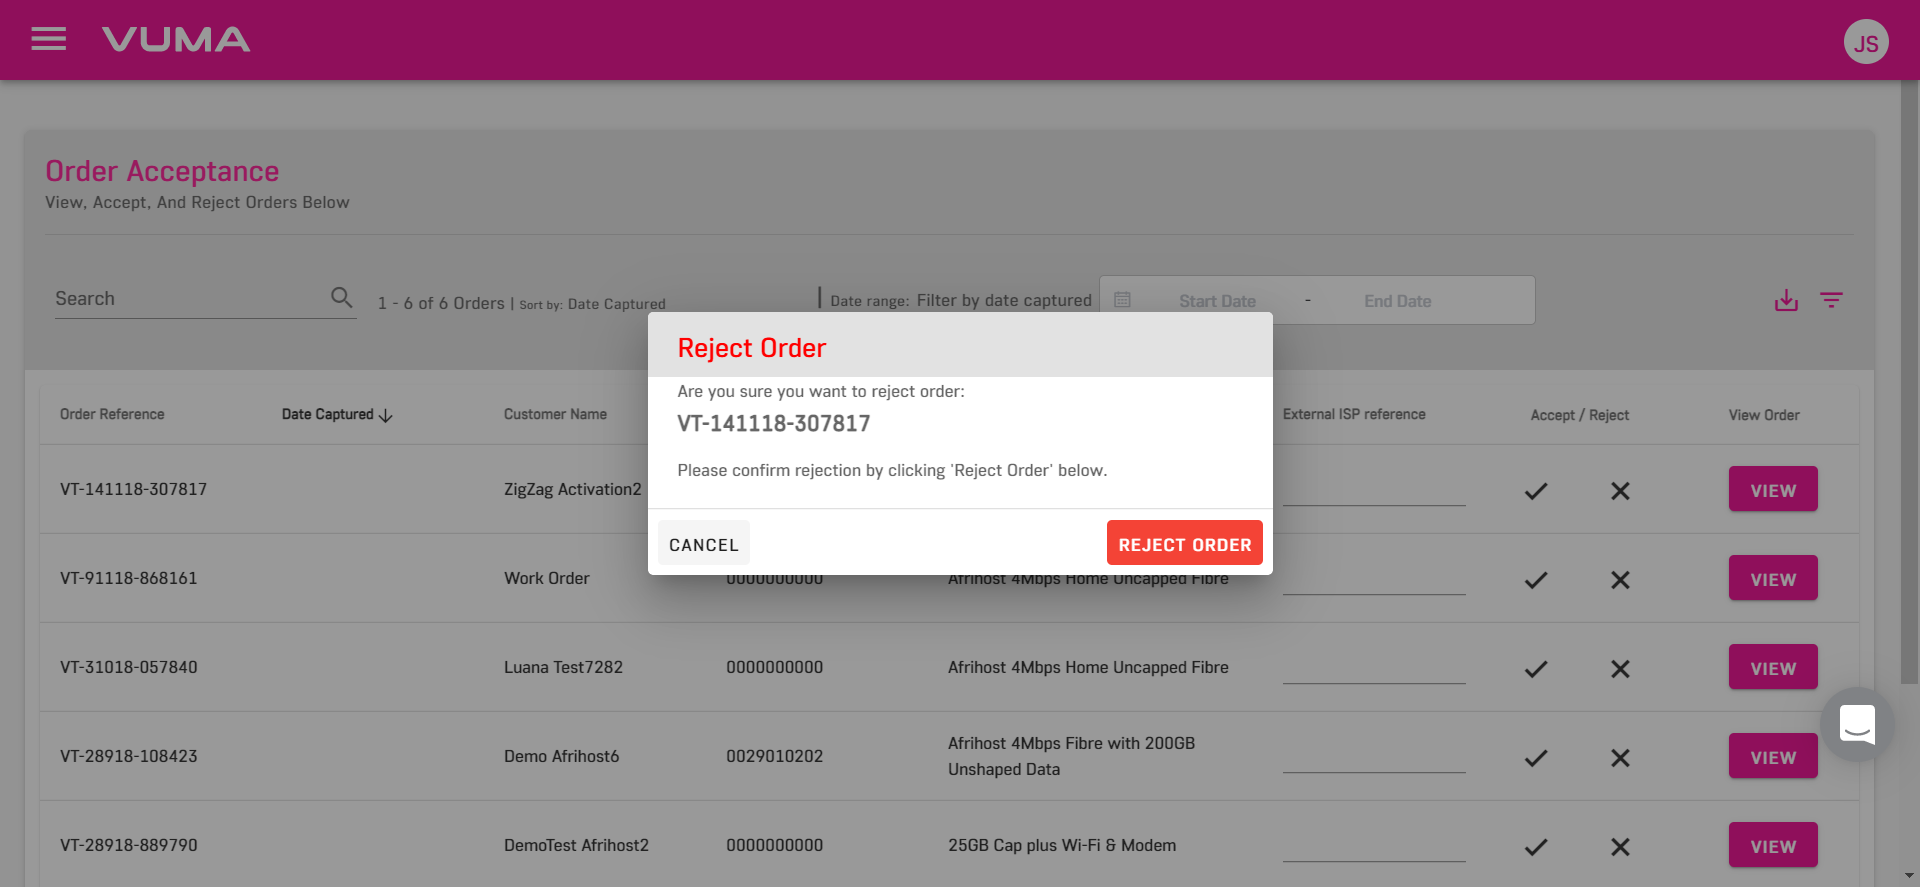 VUMA
JS
Order Acceptance
View, Accept, And Reject Orders Below
Search
1 - 6 of 6 Orders | Sort by: Date Captured
Date range: Filter by date captured
Start Date - End Date
Reject Order
Are you sure you want to reject order:
VT-141118-307817
Please confirm rejection by clicking 'Reject Order' below.
CANCEL REJECT ORDER
Order Reference Date Captured Customer Name External ISP reference Accept / Reject View Order
VT-141118-307817 ZigZag Activation2 VIEW
VT-91118-868161 Work Order 0000000000 Afrihost 4Mbps Home Uncapped Fibre VIEW
VT-31018-057840 Luana Test7282 0000000000 Afrihost 4Mbps Home Uncapped Fibre VIEW
VT-28918-108423 Demo Afrihost6 0029010202 Afrihost 4Mbps Fibre with 200GB
Unshaped Data VIEW
VT-28918-889790 DemoTest Afrihost2 0000000000 25GB Cap plus Wi-Fi & Modem VIEW